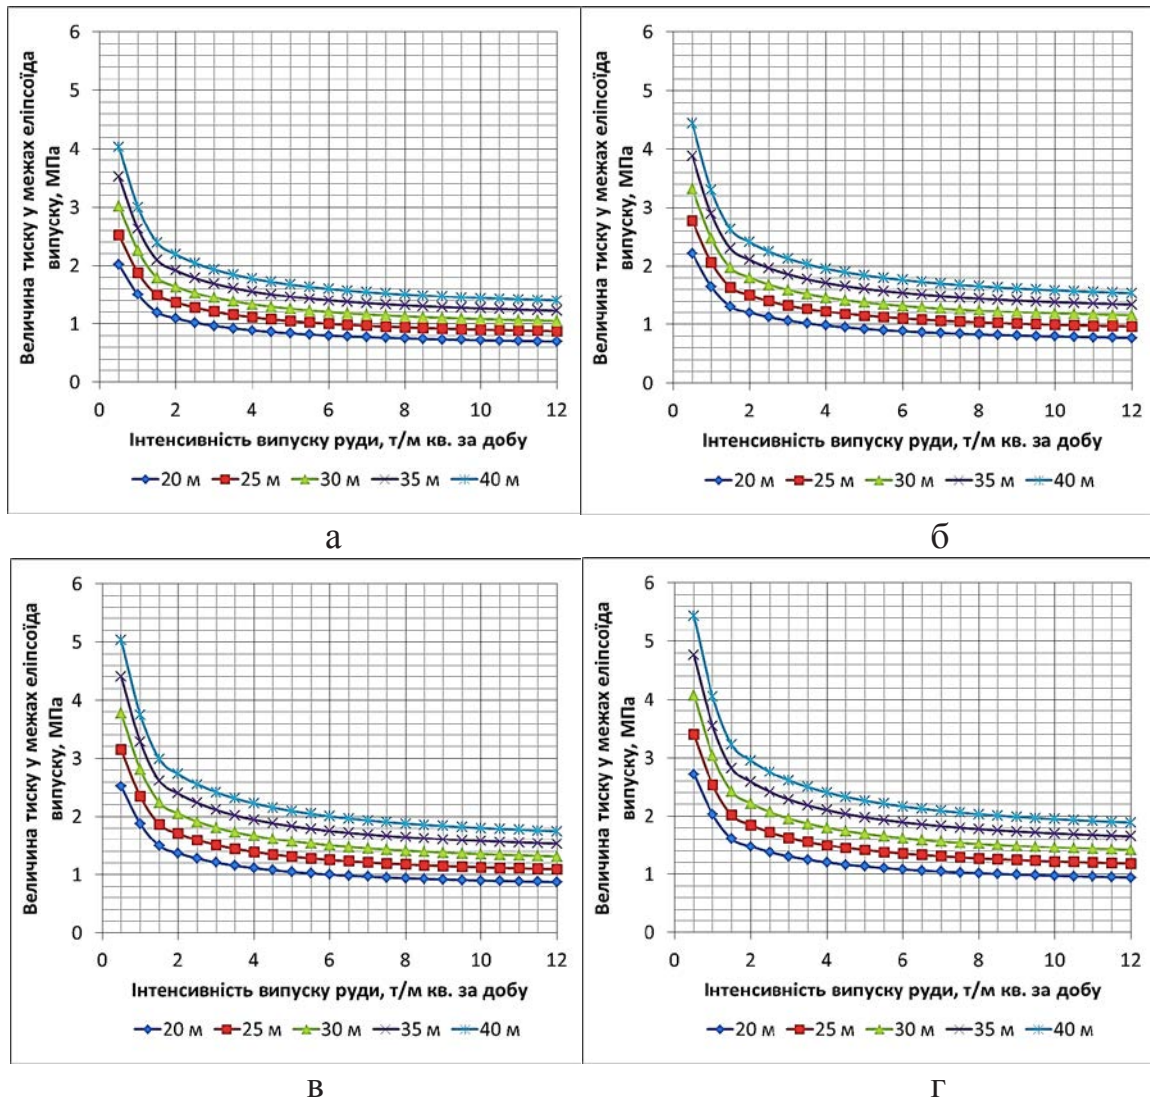 6
5
4
3
2
1
0
0 2 4 6 8 10 12
Величина тиску у межах еліпсоїда
випуску, МПа
Інтенсивність випуску руди, т/м кв. за добу
20 м 25 м 30 м 35 м 40 м
а
6
5
4
3
2
1
0
0 2 4 6 8 10 12
Величина тиску у межах еліпсоїда
випуску, МПа
Інтенсивність випуску руди, т/м кв. за добу
20 м 25 м 30 м 35 м 40 м
б
6
5
4
3
2
1
0
0 2 4 6 8 10 12
Величина тиску у межах еліпсоїда
випуску, МПа
Інтенсивність випуску руди, т/м кв. за добу
20 м 25 м 30 м 35 м 40 м
в
6
5
4
3
2
1
0
0 2 4 6 8 10 12
Величина тиску у межах еліпсоїда
випуску, МПа
Інтенсивність випуску руди, т/м кв. за добу
20 м 25 м 30 м 35 м 40 м
г